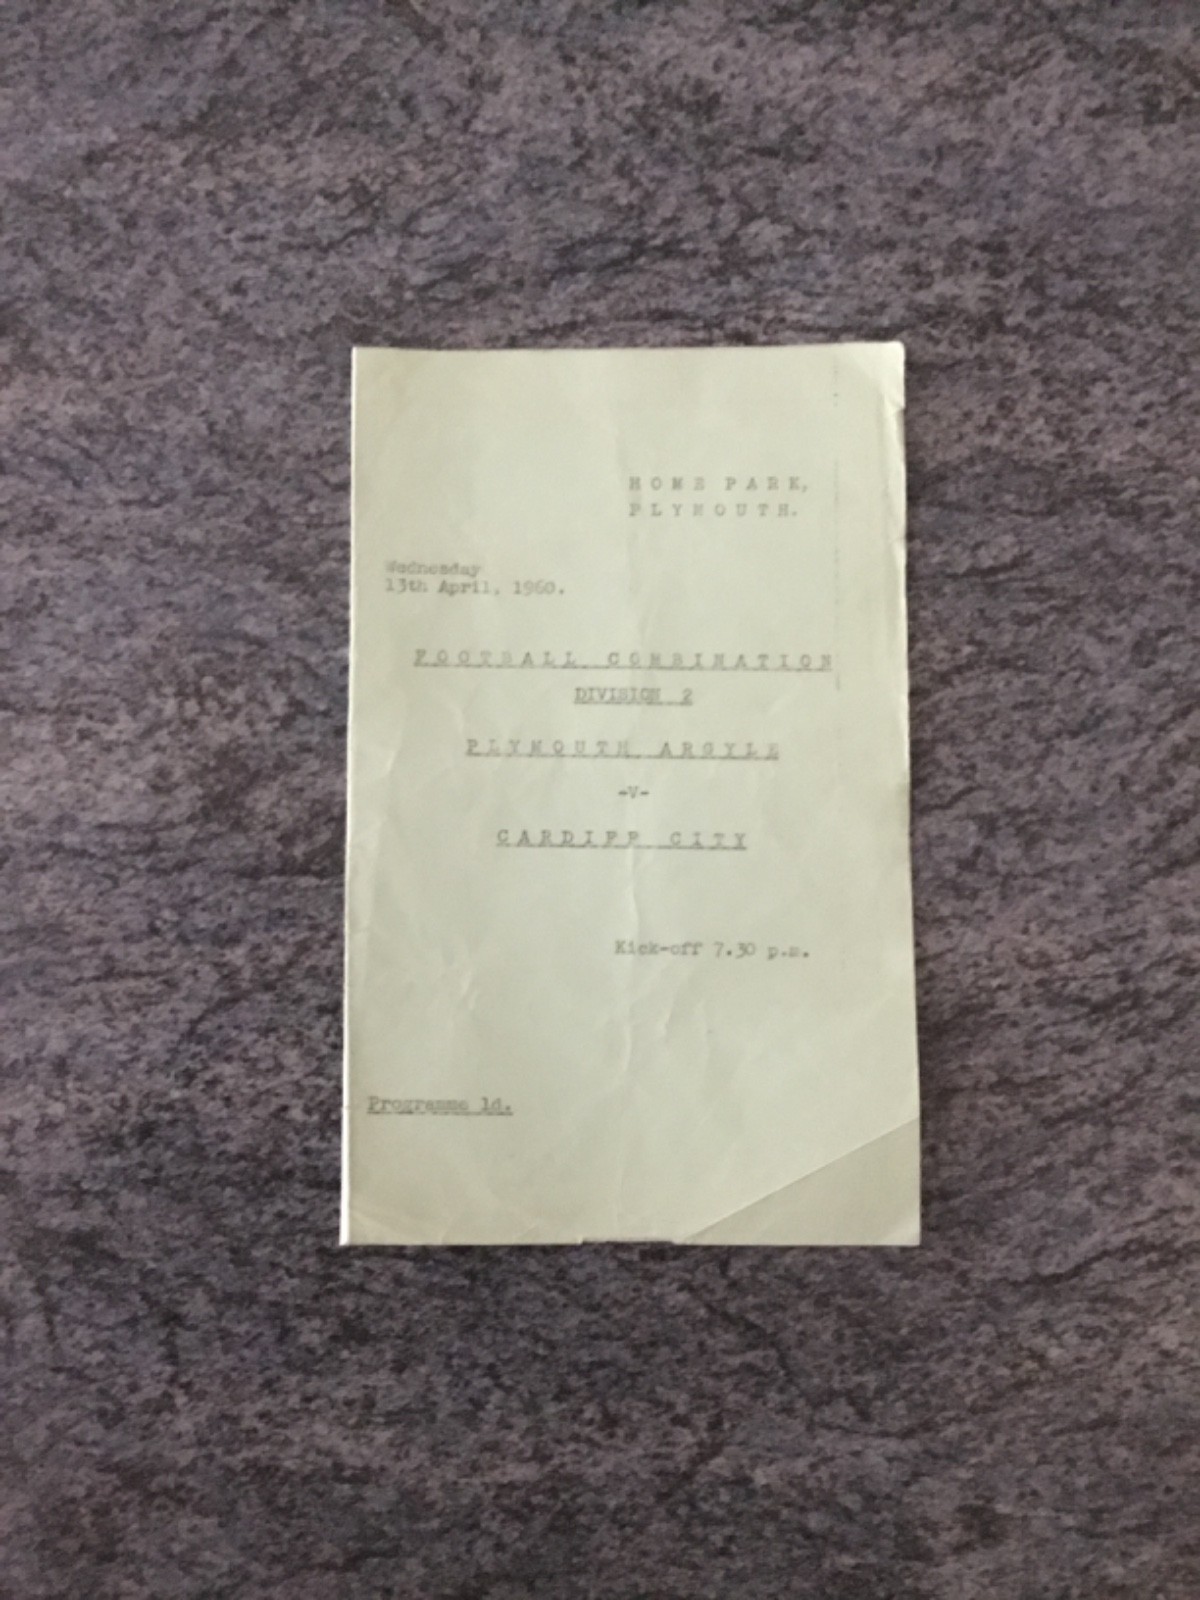 HOME PARK,
PLYMOUTH.
Wednesday
13th April, 1960.
FOOTBALL COMBINATION
DIVISION 2
PLYMOUTH ARGYLE
-v-
CARDIFF CITY
Kick-off 7.30 p.m.
Programme 1d.